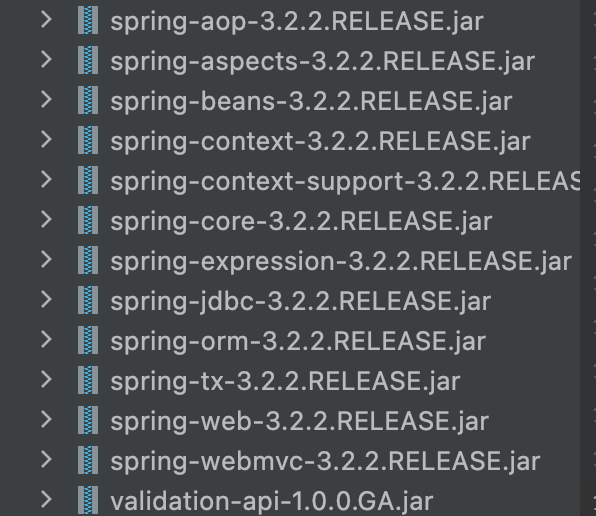 spring-aop-3.2.2.RELEASE.jar
spring-aspects-3.2.2.RELEASE.jar
spring-beans-3.2.2.RELEASE.jar
spring-context-3.2.2.RELEASE.jar
spring-context-support-3.2.2.RELEAS
spring-core-3.2.2.RELEASE.jar
spring-expression-3.2.2.RELEASE.jar
spring-jdbc-3.2.2.RELEASE.jar
spring-orm-3.2.2.RELEASE.jar
spring-tx-3.2.2.RELEASE.jar
spring-web-3.2.2.RELEASE.jar
spring-webmvc-3.2.2.RELEASE.jar
validation-api-1.0.0.GA.jar